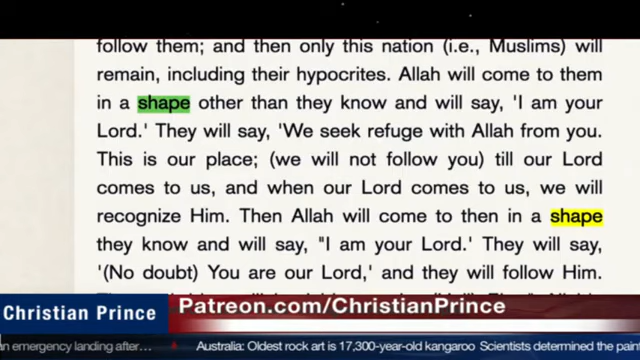 follow them; and then only this nation (i.e., Muslims) will
remain, including their hypocrites. Allah will come to them
in a shape other than they know and will say, 'I am your
Lord.' They will say, 'We seek refuge with Allah from you.
This is our place; (we will not follow you) till our Lord
comes to us, and when our Lord comes to us, we will
recognize Him. Then Allah will come to then in a shape
they know and will say, "I am your Lord.' They will say,
'(No doubt) You are our Lord,' and they will follow Him.
Christian Prince
Patreon.com/ChristianPrince
an emergency landing after...
Australia: Oldest rock art is 17,300-year-old kangaroo Scientists determined the pain